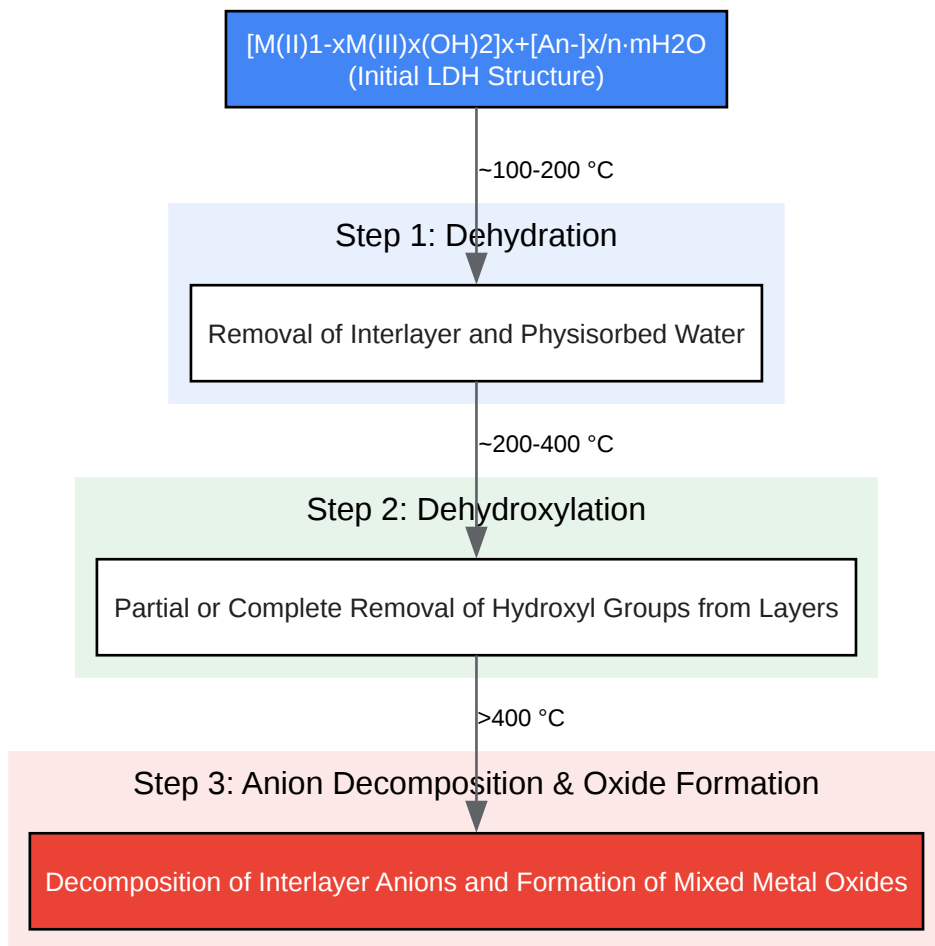 [M(II)1-xM(III)x(OH)2]x+[An-]x/n·mH2O
(Initial LDH Structure)
~100-200 °C
Step 1: Dehydration
Removal of Interlayer and Physisorbed Water
~200-400 °C
Step 2: Dehydroxylation
Partial or Complete Removal of Hydroxyl Groups from Layers
>400 °C
Step 3: Anion Decomposition & Oxide Formation
Decomposition of Interlayer Anions and Formation of Mixed Metal Oxides